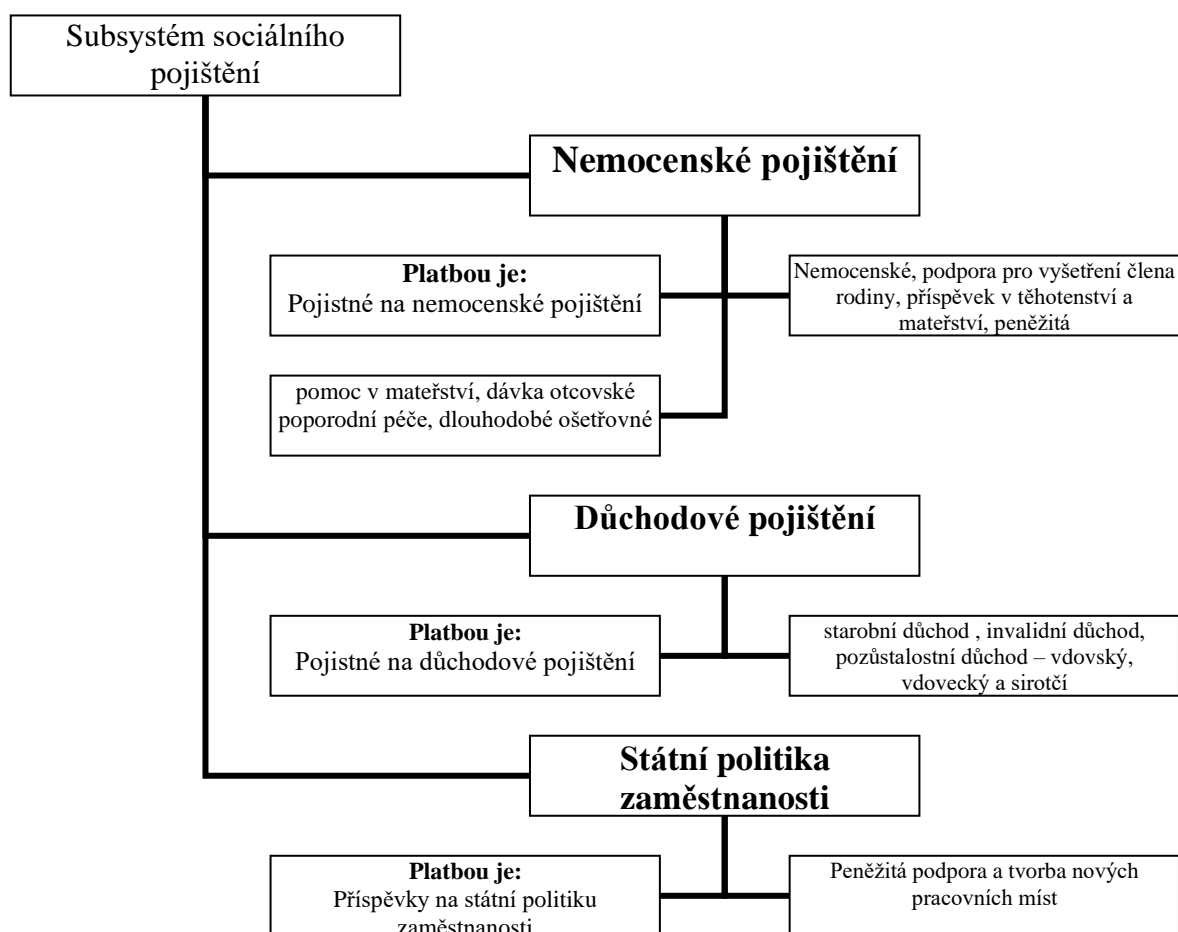 Subsystém sociálního
pojištění
Nemocenské pojištění
Platbou je:
Pojistné na nemocenské pojištění
Nemocenské, podpora pro vyšetření člena
rodiny, příspěvek v těhotenství a
mateřství, peněžitá
pomoc v mateřství, dávka otcovské
poporodní péče, dlouhodobé ošetřovné
Důchodové pojištění
Platbou je:
Pojistné na důchodové pojištění
starobní důchod , invalidní důchod,
pozůstalostní důchod – vdovský,
vdovecký a sirotčí
Státní politika
zaměstnanosti
Platbou je:
Příspěvky na státní politiku
zaměstnanosti
Peněžitá podpora a tvorba nových
pracovních míst